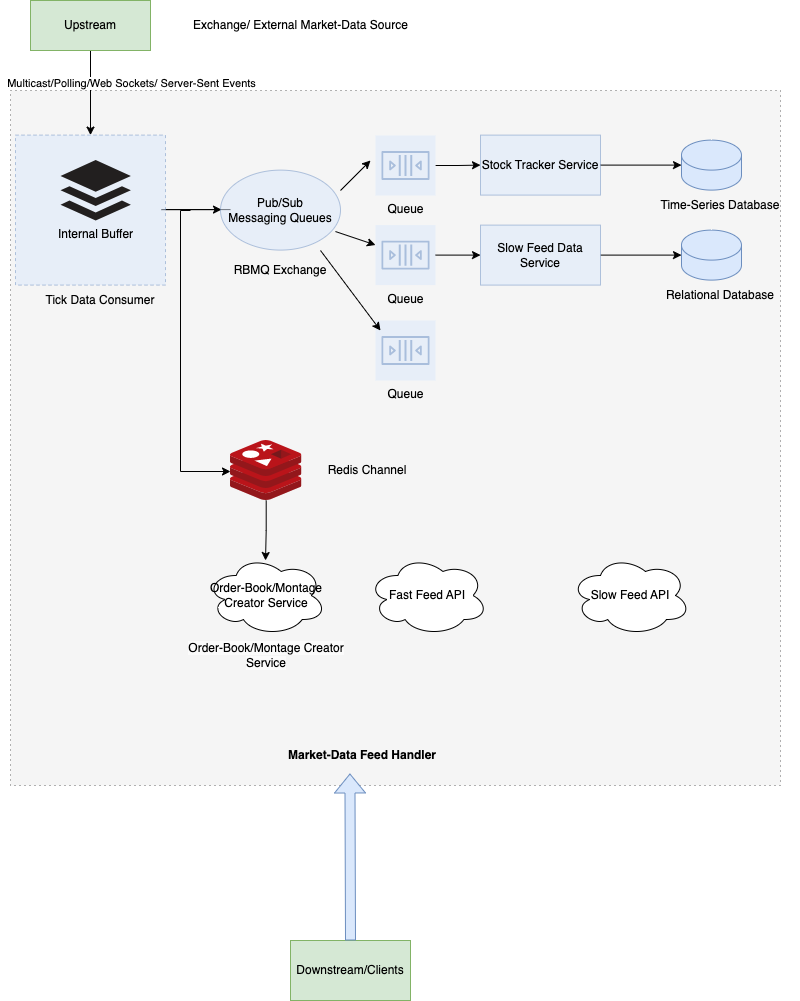 Upstream
Exchange/ External Market-Data Source
Multicast/Polling/Web Sockets/ Server-Sent Events
Internal Buffer
Tick Data Consumer
Pub/Sub
Messaging Queues
RBMQ Exchange
Queue
Stock Tracker Service
Time-Series Database
Queue
Slow Feed Data
Service
Relational Database
Queue
Redis Channel
Order-Book/Montage
Creator Service
Fast Feed API
Slow Feed API
Order-Book/Montage Creator
Service
Market-Data Feed Handler
Downstream/Clients